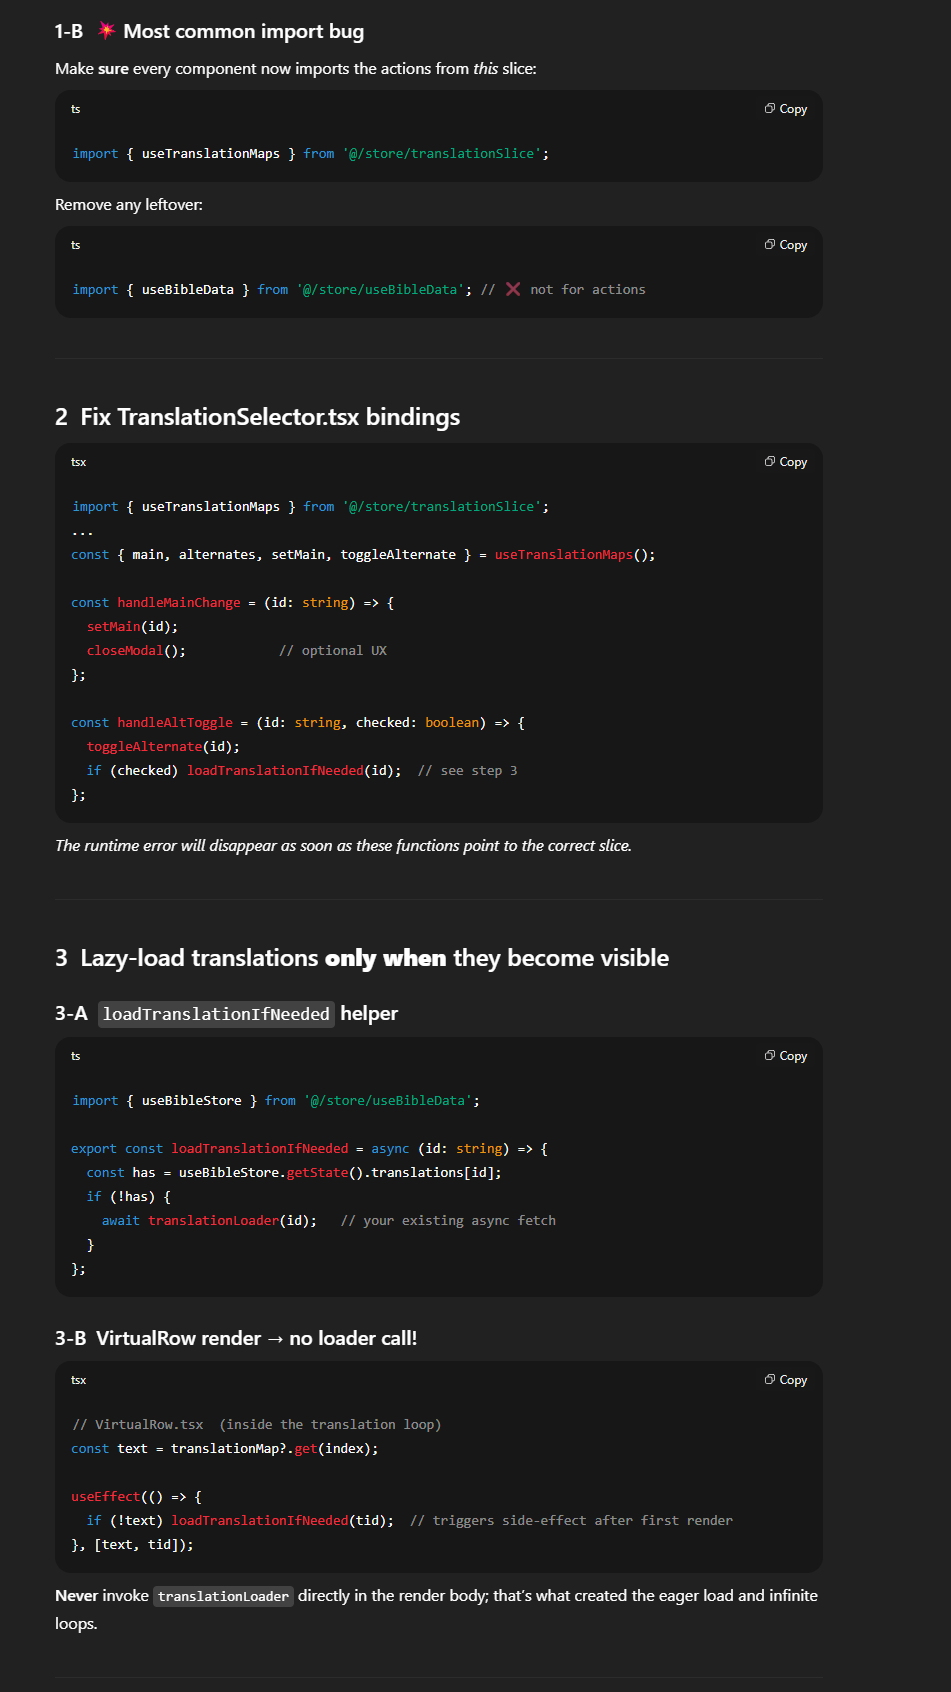 1-B 💥 Most common import bug
Make sure every component now imports the actions from this slice:
ts
Copy
import { useTranslationMaps } from '@/store/translationSlice';
Remove any leftover:
ts
Copy
import { useBibleData } from '@/store/useBibleData'; // ❌ not for actions
2 Fix TranslationSelector.tsx bindings
tsx
Copy
import { useTranslationMaps } from '@/store/translationSlice';
...
const { main, alternates, setMain, toggleAlternate } = useTranslationMaps();
const handleMainChange = (id: string) => {
  setMain(id);
  closeModal();            // optional UX
};
const handleAltToggle = (id: string, checked: boolean) => {
  toggleAlternate(id);
  if (checked) loadTranslationIfNeeded(id);  // see step 3
};
The runtime error will disappear as soon as these functions point to the correct slice.
3 Lazy-load translations only when they become visible
3-A loadTranslationIfNeeded helper
ts
Copy
import { useBibleStore } from '@/store/useBibleData';
export const loadTranslationIfNeeded = async (id: string) => {
  const has = useBibleStore.getState().translations[id];
  if (!has) {
    await translationLoader(id);   // your existing async fetch
  }
};
3-B VirtualRow render → no loader call!
tsx
Copy
// VirtualRow.tsx  (inside the translation loop)
const text = translationMap?.get(index);
useEffect(() => {
  if (!text) loadTranslationIfNeeded(tid);  // triggers side-effect after first render
}, [text, tid]);
Never invoke translationLoader directly in the render body; that’s what created the eager load and infinite
loops.